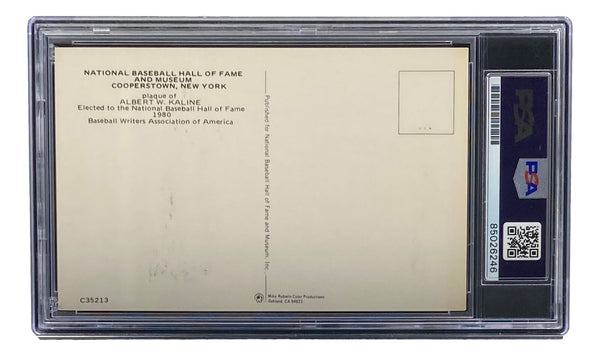 NATIONAL BASEBALL HALL OF FAME
AND MUSEUM
COOPERSTOWN, NEW YORK
plaque of
ALBERT W. KALINE
Elected to the National Baseball Hall of Fame
1980
Baseball Writers Association of America
Published for National Baseball Hall of Fame and Museum, Inc.
C35213
Mike Roberts Color Productions
Oakland, CA 94623
PSA
PSA
85026246